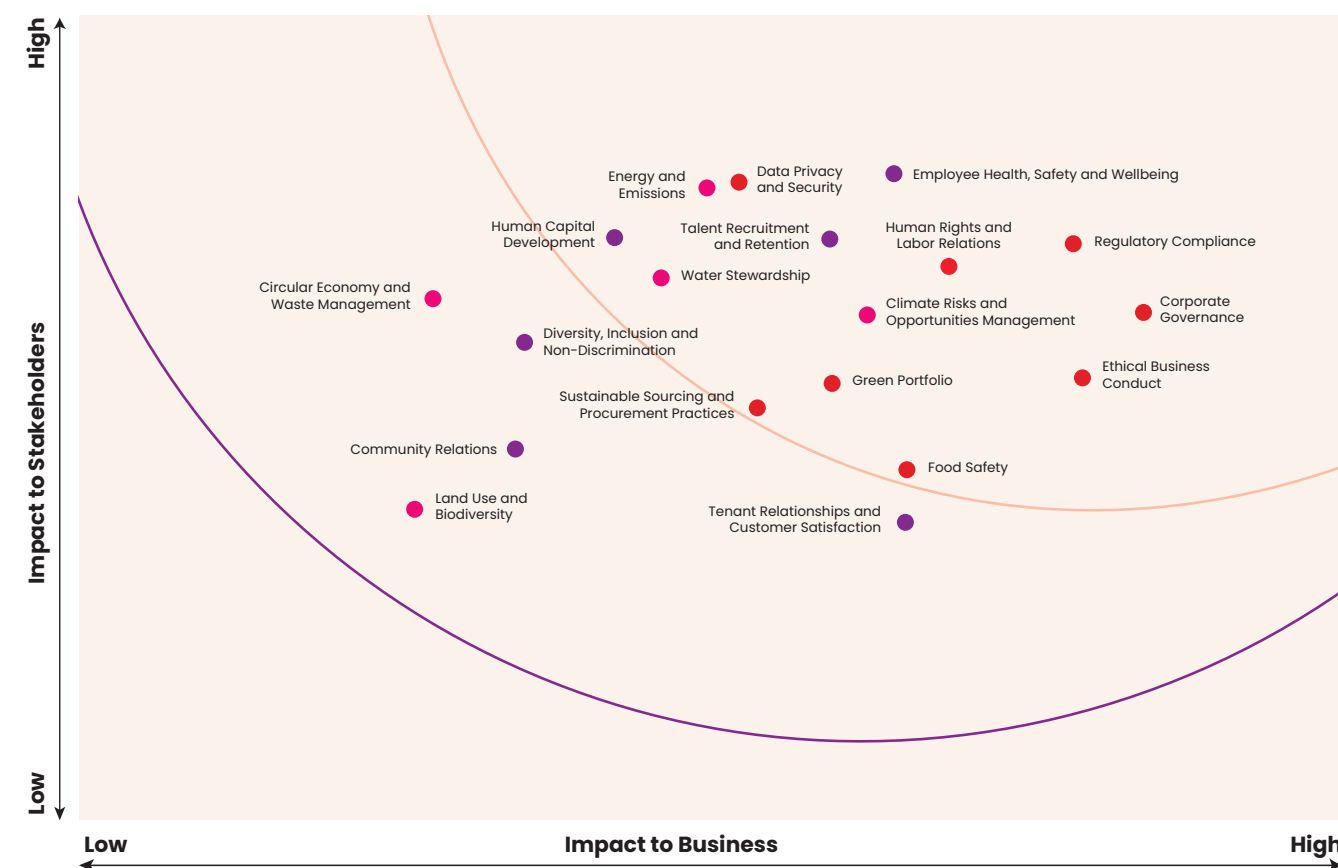 High
Impact to Stakeholders
Low
Energy and
Emissions
Data Privacy
and Security
Employee Health, Safety and Wellbeing
Human Capital
Development
Talent Recruitment
and Retention
Human Rights and
Labor Relations
Regulatory Compliance
Water Stewardship
Circular Economy and
Waste Management
Climate Risks and
Opportunities Management
Corporate
Governance
Diversity, Inclusion and
Non-Discrimination
Green Portfolio
Ethical Business
Conduct
Sustainable Sourcing and
Procurement Practices
Community Relations
Food Safety
Land Use and
Biodiversity
Tenant Relationships and
Customer Satisfaction
Low
Impact to Business
High